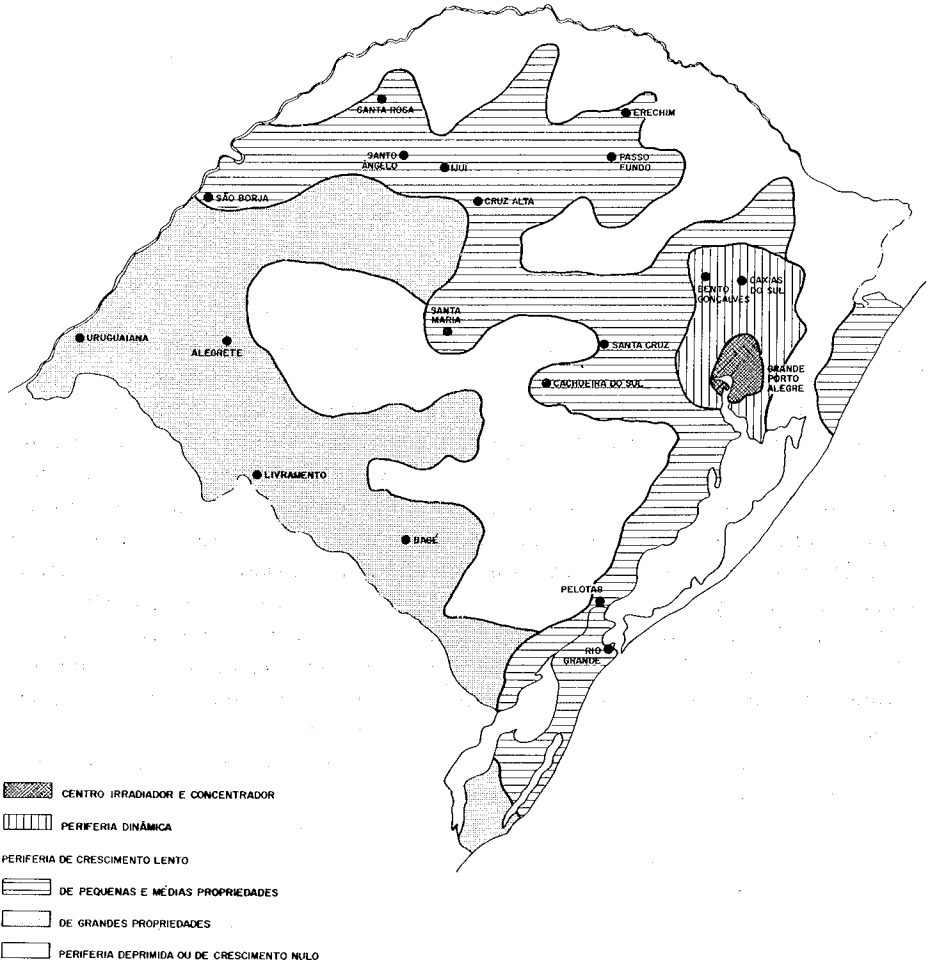 SANTA ROSA
ERECHIM
SANTO
ÂNGELO
IJUÍ
PASSO
FUNDO
SÃO BORJA
CRUZ ALTA
BENTO
GONÇALVES
CAXIAS
DO SUL
SANTA
MARIA
URUGUAIANA
ALEGRETE
SANTA CRUZ
GRANDE
PORTO
ALEGRE
CACHOEIRA DO SUL
LIVRAMENTO
BAGÉ
PELOTAS
RIO
GRANDE
CENTRO IRRADIADOR E CONCENTRADOR
PERIFERIA DINÂMICA
PERIFERIA DE CRESCIMENTO LENTO
DE PEQUENAS E MÉDIAS PROPRIEDADES
DE GRANDES PROPRIEDADES
PERIFERIA DEPRIMIDA OU DE CRESCIMENTO NULO